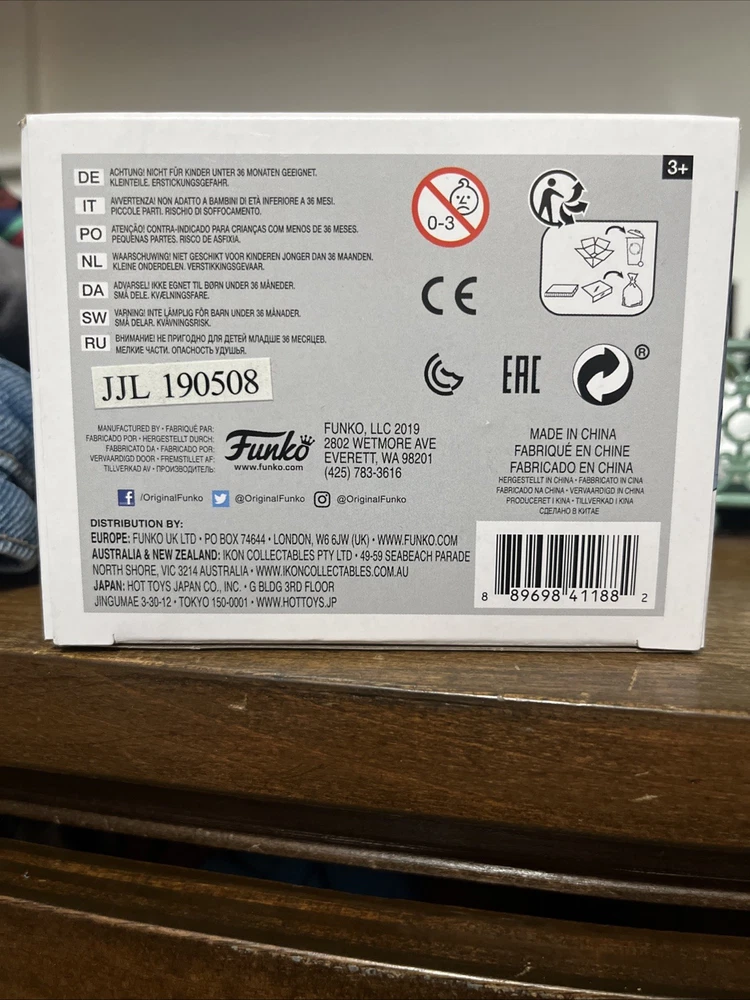 3+
DE ACHTUNG! NICHT FÜR KINDER UNTER 36 MONATEN GEEIGNET.
KLEINTEILE. ERSTICKUNGSGEFAHR.
IT AVVERTENZA! NON ADATTO A BAMBINI DI ETÀ INFERIORE A 36 MESI.
PICCOLE PARTI. RISCHIO DI SOFFOCAMENTO.
PO ATENÇÃO! CONTRA-INDICADO PARA CRIANÇAS COM MENOS DE 36 MESES.
PEQUENAS PARTES. RISCO DE ASFIXIA.
NL WAARSCHUWING! NIET GESCHIKT VOOR KINDEREN JONGER DAN 36 MAANDEN.
KLEINE ONDERDELEN. VERSTIKKINGSGEVAAR.
DA ADVARSEL! IKKE EGNET TIL BØRN UNDER 36 MÅNEDER.
SMÅ DELE. KVÆLNINGSFARE.
SW VARNING! INTE LÄMPLIG FÖR BARN UNDER 36 MÅNADER.
SMÅ DELAR. KVÄVNINGSRISK.
RU ВНИМАНИЕ! НЕ ПРИГОДНО ДЛЯ ДЕТЕЙ МЛАДШЕ 36 МЕСЯЦЕВ.
МЕЛКИЕ ЧАСТИ. ОПАСНОСТЬ УДУШЬЯ.
0-3
CE
EAC
®
JJL 190508
MANUFACTURED BY • FABRIQUÉ PAR:
FABRICADO POR • HERGESTELLT DURCH:
FABBRICATO DA • FABRICADO POR:
VERVAARDIGD DOOR • FREMSTILLET AF:
TILLVERKAD AV • ПРОИЗВОДИТЕЛЬ:
Funko
www.funko.com
FUNKO, LLC 2019
2802 WETMORE AVE
EVERETT, WA 98201
(425) 783-3616
MADE IN CHINA
FABRIQUÉ EN CHINE
FABRICADO EN CHINA
HERGESTELLT IN CHINA • FABBRICATO IN CINA
FABRICADO NA CHINA • VERVAARDIGD IN CHINA
PRODUCERET I KINA • TILLVERKAD I KINA
СДЕЛАНО В КИТАЕ
f /OriginalFunko @OriginalFunko @OriginalFunko
DISTRIBUTION BY:
EUROPE: FUNKO UK LTD • PO BOX 74644 • LONDON, W6 6JW (UK) • WWW.FUNKO.COM
AUSTRALIA & NEW ZEALAND: IKON COLLECTABLES PTY LTD • 49-59 SEABEACH PARADE
NORTH SHORE, VIC 3214 AUSTRALIA • WWW.IKONCOLLECTABLES.COM.AU
JAPAN: HOT TOYS JAPAN CO., INC. • G BLDG 3RD FLOOR
JINGUMAE 3-30-12 • TOKYO 150-0001 • WWW.HOTTOYS.JP
8 89698 41188 2